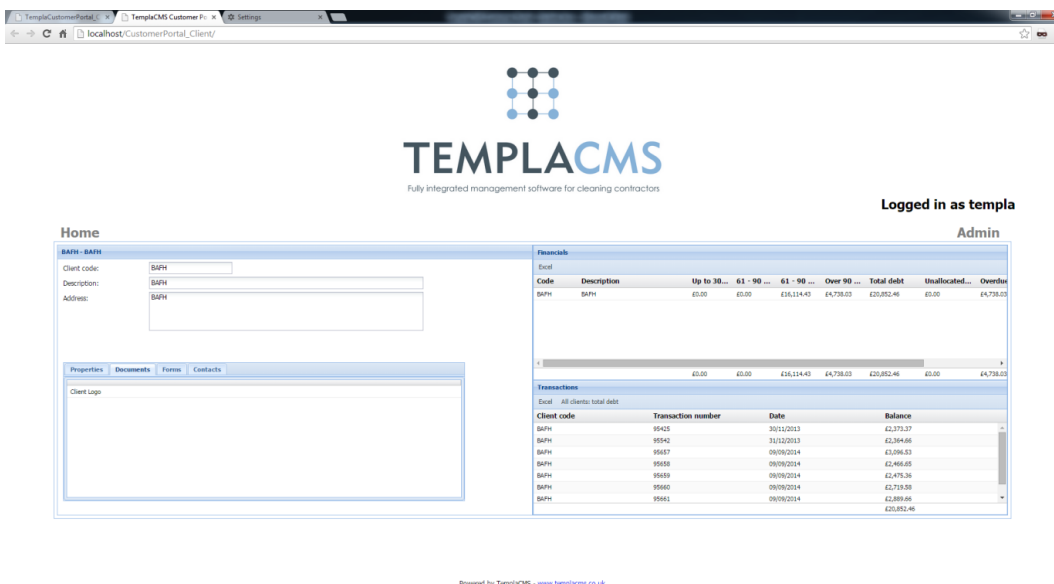 TemplaCustomerPortal_C
TemplaCMS Customer Po
Settings
localhost/CustomerPortal_Client/
TEMPLACMS
Fully integrated management software for cleaning contractors
Logged in as templa
Home
Admin
BAFH - BAFH
Client code: BAFH
Description: BAFH
Address: BAFH
Properties Documents Forms Contacts
Client Logo
Financials
Excel
Code Description Up to 30... 61 - 90 ... 61 - 90 ... Over 90 ... Total debt Unallocated... Overdue
BAFH BAFH £0.00 £0.00 £16,114.43 £4,738.03 £20,852.46 £0.00 £4,738.03
£0.00 £0.00 £16,114.43 £4,738.03 £20,852.46 £0.00 £4,738.03
Transactions
Excel All clients: total debt
Client code Transaction number Date Balance
BAFH 95425 30/11/2013 £2,373.37
BAFH 95542 31/12/2013 £2,364.66
BAFH 95657 09/09/2014 £3,096.53
BAFH 95658 09/09/2014 £2,466.65
BAFH 95659 09/09/2014 £2,475.36
BAFH 95660 09/09/2014 £2,719.58
BAFH 95661 09/09/2014 £2,889.66
£20,852.46
Powered by TemplaCMS - www.templacms.co.uk